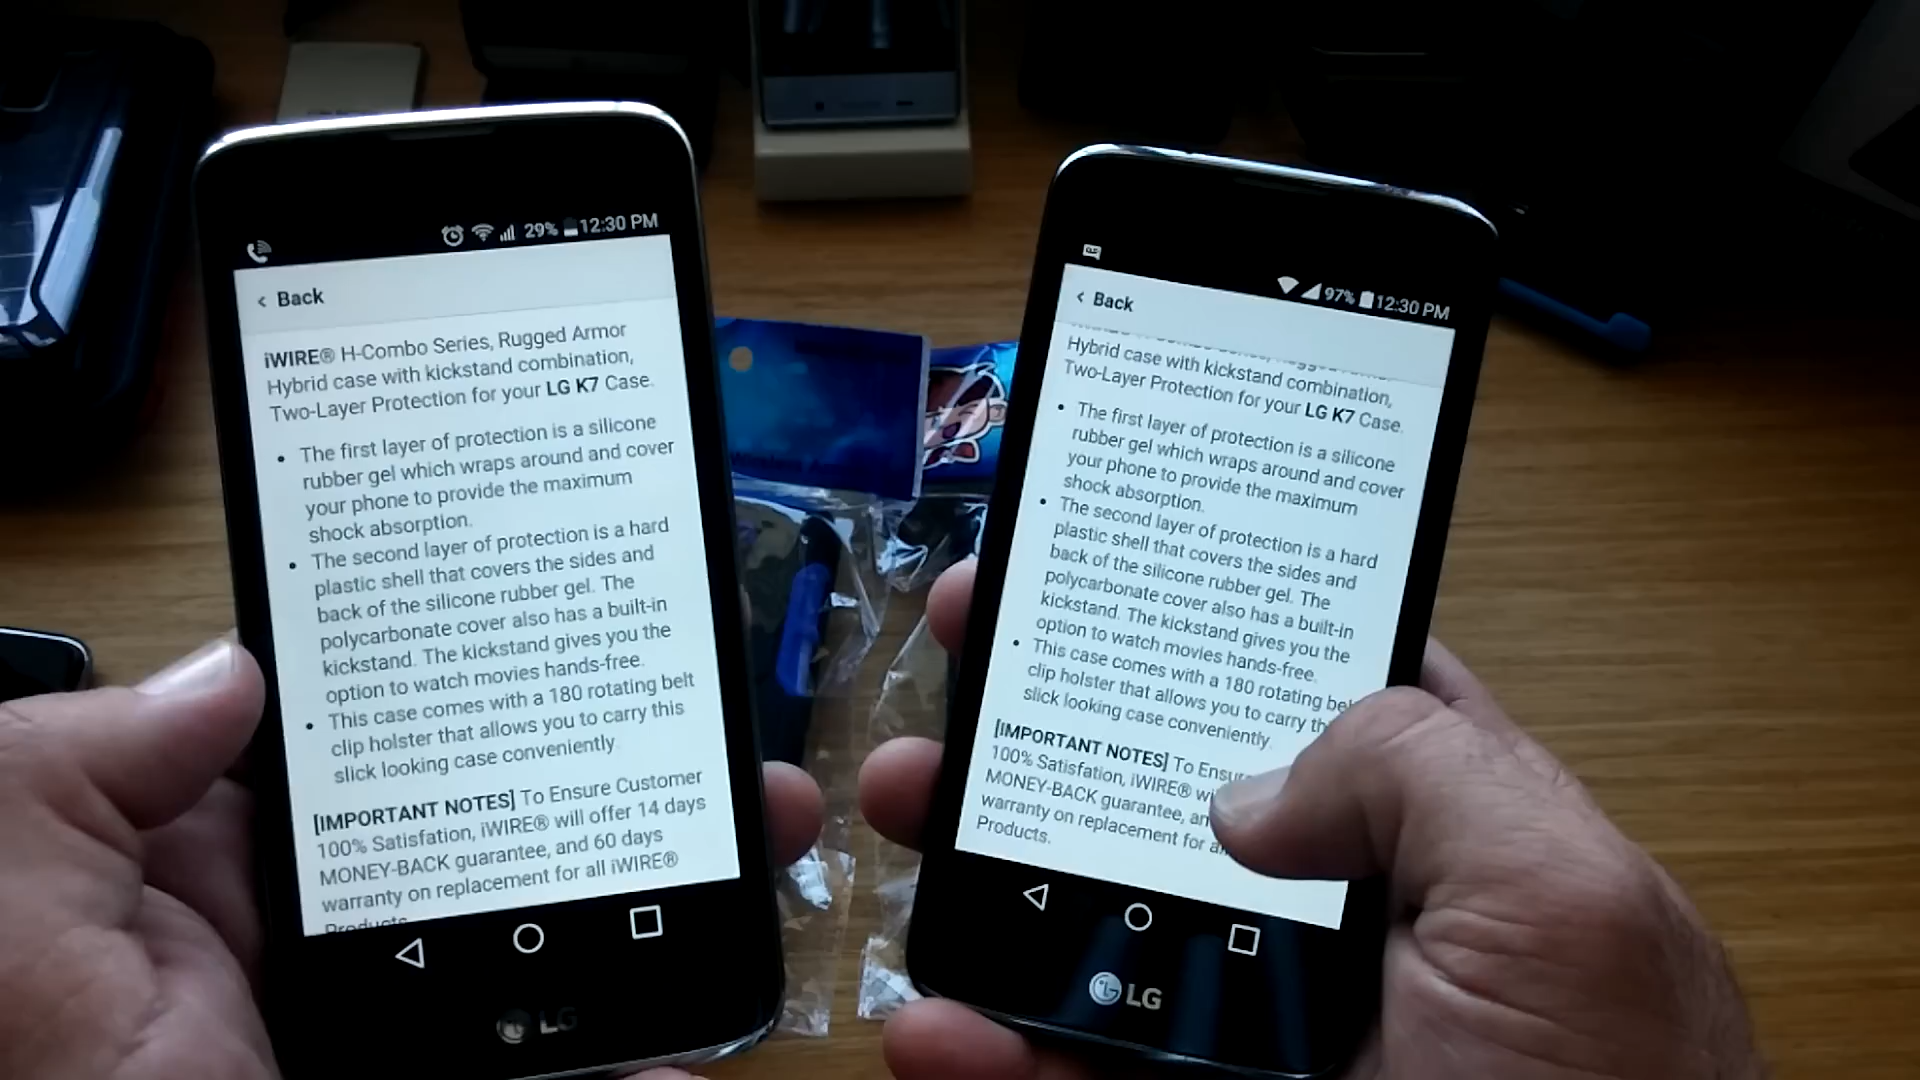 29% 12:30 PM
Back
iWIRE® H-Combo Series, Rugged Armor
Hybrid case with kickstand combination,
Two-Layer Protection for your LG K7 Case.
• The first layer of protection is a silicone
rubber gel which wraps around and cover
your phone to provide the maximum
shock absorption.
• The second layer of protection is a hard
plastic shell that covers the sides and
back of the silicone rubber gel. The
polycarbonate cover also has a built-in
kickstand. The kickstand gives you the
option to watch movies hands-free.
• This case comes with a 180 rotating belt
clip holster that allows you to carry this
slick looking case conveniently
[IMPORTANT NOTES] To Ensure Customer
100% Satisfation, iWIRE® will offer 14 days
MONEY-BACK guarantee, and 60 days
warranty on replacement for all iWIRE®
Products
LG
97% 12:30 PM
Back
Hybrid case with kickstand combination,
Two-Layer Protection for your LG K7 Case.
• The first layer of protection is a silicone
rubber gel which wraps around and cover
your phone to provide the maximum
shock absorption.
• The second layer of protection is a hard
plastic shell that covers the sides and
back of the silicone rubber gel. The
polycarbonate cover also has a built-in
kickstand. The kickstand gives you the
option to watch movies hands-free.
• This case comes with a 180 rotating
clip holster that allows you to carry
slick looking case conveniently
[IMPORTANT NOTES] To Ensure
100% Satisfation, iWIRE®
MONEY-BACK guarantee,
warranty on replacement for
Products.
LG